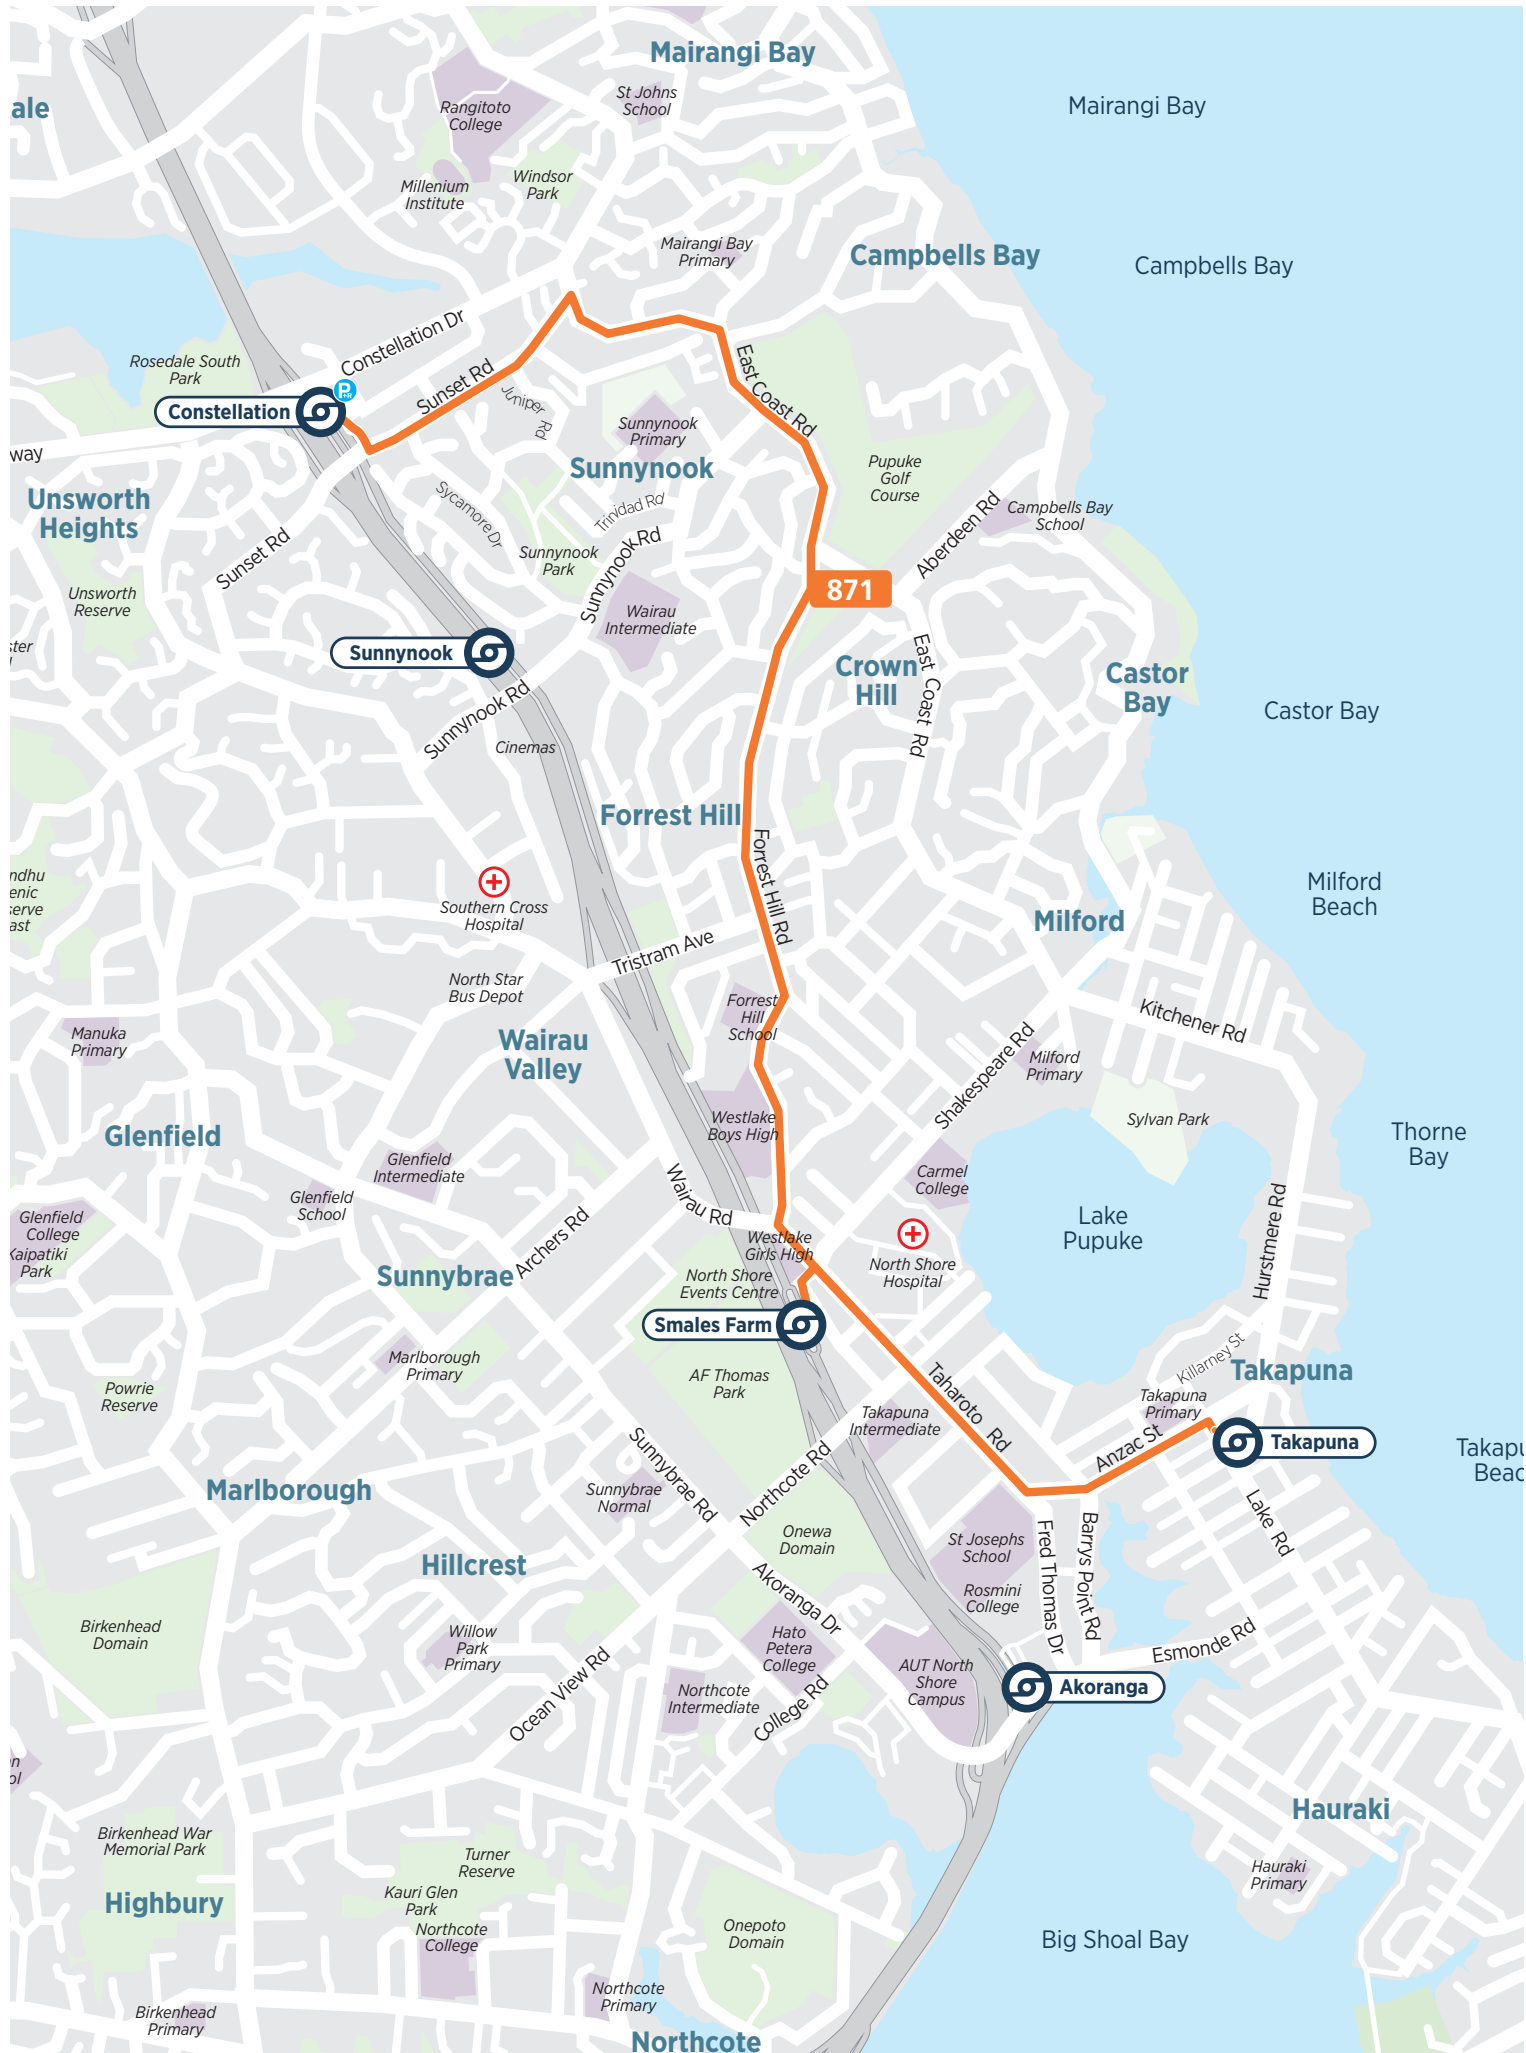 Mairangi Bay
ale
St Johns
School
Rangitoto
College
Mairangi Bay
Millenium
Institute
Windsor
Park
Mairangi Bay
Primary
Campbells Bay
Campbells Bay
Constellation Dr
Rosedale South
Park
P+R
Constellation
Sunset Rd
Juniper Rd
East Coast Rd
Sunnynook
Primary
way
Sunnynook
Pupuke
Golf
Course
Unsworth
Heights
Sycamore Dr
Trinidad Rd
Aberdeen Rd
Campbells Bay
School
Sunset Rd
Sunnynook
Park
Sunnynook Rd
871
Unsworth
Reserve
Wairau
Intermediate
ster
Sunnynook
East Coast Rd
Crown
Hill
Castor
Bay
Castor Bay
Sunnynook Rd
Cinemas
Forrest Hill
Forrest Hill Rd
ndhu
enic
serve
ast
Southern Cross
Hospital
Milford
Beach
Milford
Tristram Ave
North Star
Bus Depot
Forrest
Hill
School
Kitchener Rd
Manuka
Primary
Wairau
Valley
Shakespeare Rd
Milford
Primary
Sylvan Park
Westlake
Boys High
Glenfield
Thorne
Bay
Glenfield
Intermediate
Glenfield
School
Carmel
College
Wairau Rd
Glenfield
College
Kaipatiki
Park
Archers Rd
Lake
Pupuke
Hurstmere Rd
Westlake
Girls High
North Shore
Hospital
Sunnybrae
North Shore
Events Centre
Smales Farm
Marlborough
Primary
Killarney St
Takapuna
Powrie
Reserve
AF Thomas
Park
Taharoto Rd
Takapuna
Primary
Takapuna
Intermediate
Anzac St
Takapuna
Takapu
Beac
Sunnybrae Rd
Northcote Rd
Marlborough
Sunnybrae
Normal
Lake Rd
Onewa
Domain
St Josephs
School
Fred Thomas Dr
Barrys Point Rd
Hillcrest
Akoranga Dr
Rosmini
College
Birkenhead
Domain
Willow
Park
Primary
Hato
Petera
College
Esmonde Rd
AUT North
Shore
Campus
Akoranga
Ocean View Rd
Northcote
Intermediate
College Rd
n
ol
Hauraki
Birkenhead War
Memorial Park
Turner
Reserve
Hauraki
Primary
Highbury
Kauri Glen
Park
Northcote
College
Onepoto
Domain
Big Shoal Bay
Northcote
Primary
Birkenhead
Primary
Northcote